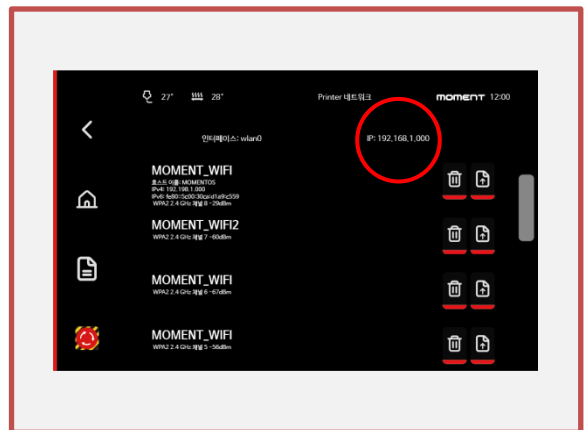 27° 28° Printer 네트워크 moment 12:00
인터페이스: wlan0 IP: 192,168,1,000
MOMENT_WIFI
호스트 이름: MOMENTOS
IPv4: 192.198.1.000
WPA2 2.4 GHz 채널 8 -29dBm
MOMENT_WIFI2
WPA2 2.4 GHz 채널 7 -60dBm
MOMENT_WIFI
WPA2 2.4 GHz 채널 6 -67dBm
MOMENT_WIFI
WPA2 2.4 GHz 채널 5 -56dBm